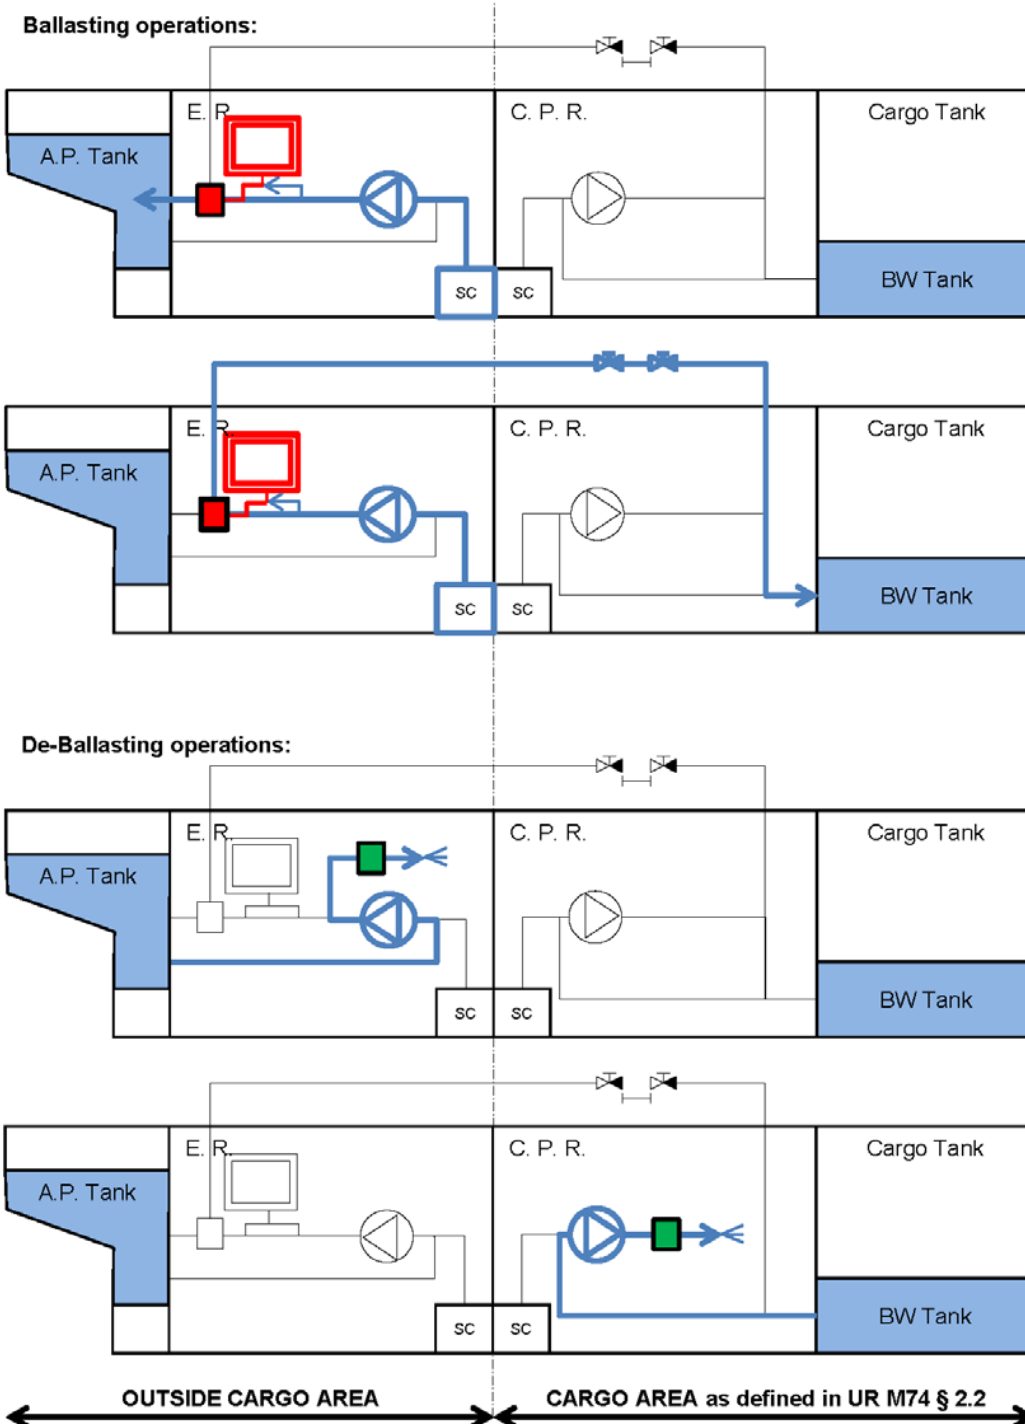 Ballasting operations:
E. R.
C. P. R.
Cargo Tank
A.P. Tank
BW Tank
SC
SC
E. R.
C. P. R.
Cargo Tank
A.P. Tank
BW Tank
SC
SC
De-Ballasting operations:
E. R.
C. P. R.
Cargo Tank
A.P. Tank
BW Tank
SC
SC
E. R.
C. P. R.
Cargo Tank
A.P. Tank
BW Tank
SC
SC
OUTSIDE CARGO AREA
CARGO AREA as defined in UR M74 § 2.2